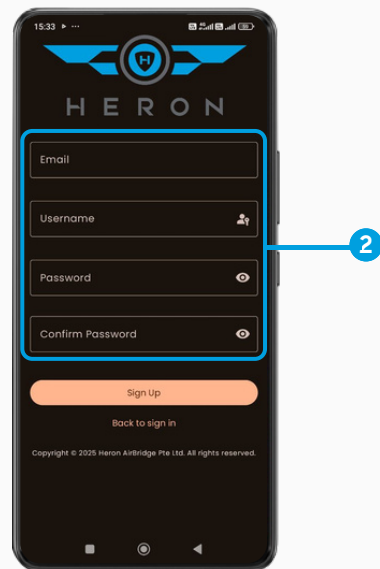 15:33
HERON
Email
Username
Password
Confirm Password
2
Sign Up
Back to sign in
Copyright © 2025 Heron AirBridge Pte Ltd. All rights reserved.